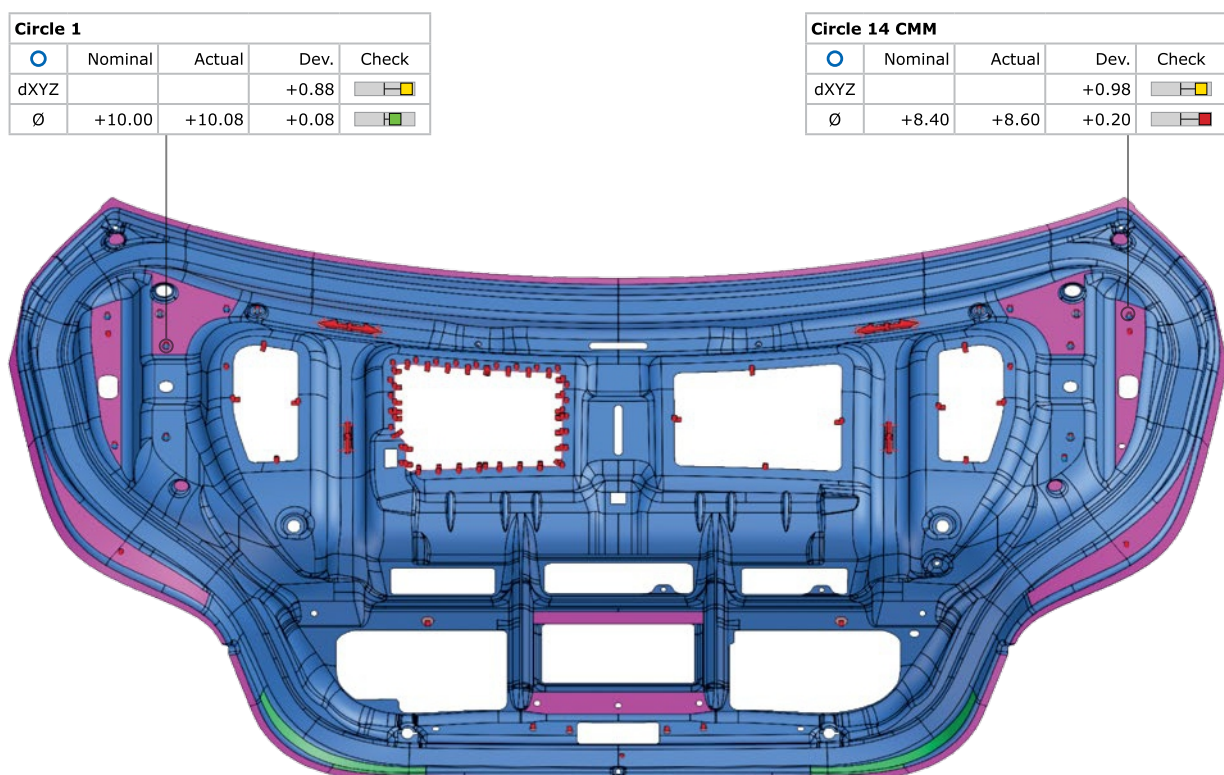 Circle 1
Nominal Actual Dev. Check
dXYZ +0.88
Ø +10.00 +10.08 +0.08
Circle 14 CMM
Nominal Actual Dev. Check
dXYZ +0.98
Ø +8.40 +8.60 +0.20